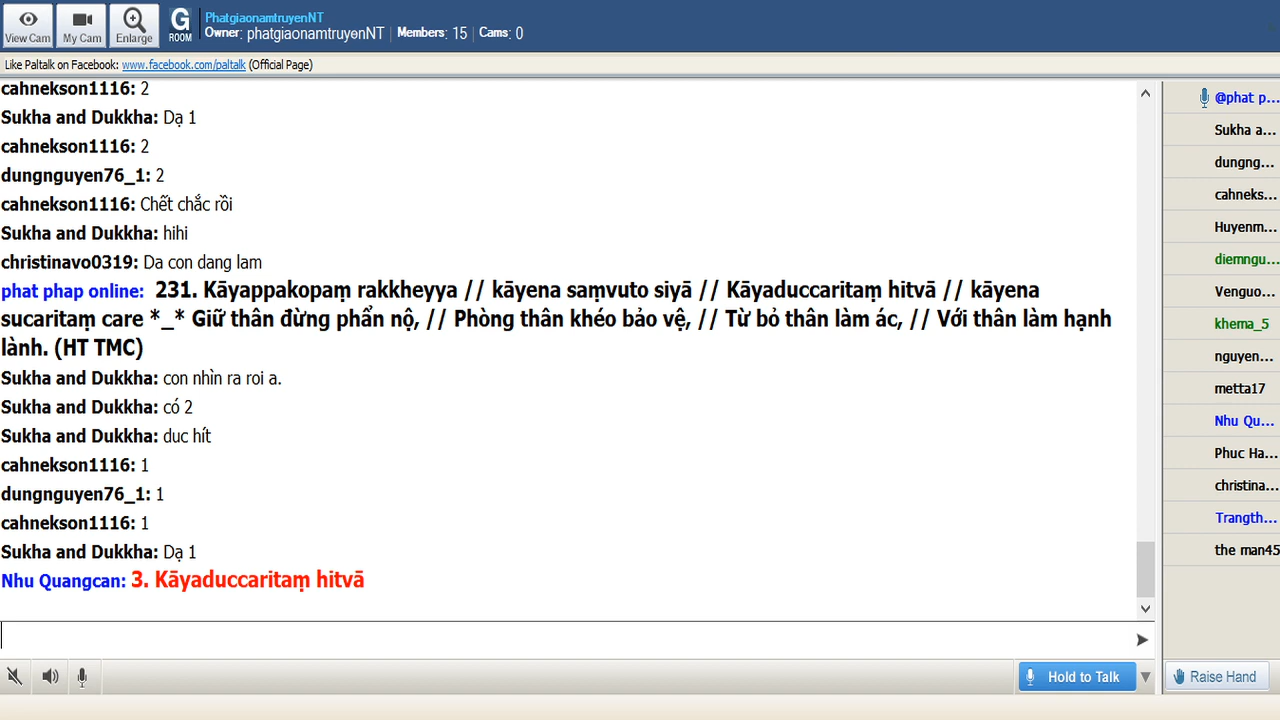 View Cam
My Cam
Enlarge
G
ROOM
PhatgiaonamtruyenNT
Owner: phatgiaonamtruyenNT | Members: 15 | Cams: 0
Like Paltalk on Facebook: www.facebook.com/paltalk (Official Page)
cahnekson1116: 2
Sukha and Dukkha: Dạ 1
cahnekson1116: 2
dungnguyen76_1: 2
cahnekson1116: Chết chắc rồi
Sukha and Dukkha: hihi
christinavo0319: Da con dang lam
phat phap online: 231. Kāyappakopaṃ rakkheyya // kāyena saṃvuto siyā // Kāyaduccaritaṃ hitvā // kāyena
sucaritaṃ care *_* Giữ thân đừng phẩn nộ, // Phòng thân khéo bảo vệ, // Từ bỏ thân làm ác, // Với thân làm hạnh
lành. (HT TMC)
Sukha and Dukkha: con nhìn ra roi a.
Sukha and Dukkha: có 2
Sukha and Dukkha: duc hít
cahnekson1116: 1
dungnguyen76_1: 1
cahnekson1116: 1
Sukha and Dukkha: Dạ 1
Nhu Quangcan: 3. Kāyaduccaritaṃ hitvā
@phat p...
Sukha a...
dungng...
cahneks...
Huyenm...
diemngu...
Venguo...
khema_5
nguyen...
metta17
Nhu Qu...
Phuc Ha...
christina...
Trangth...
the man45
Hold to Talk
Raise Hand